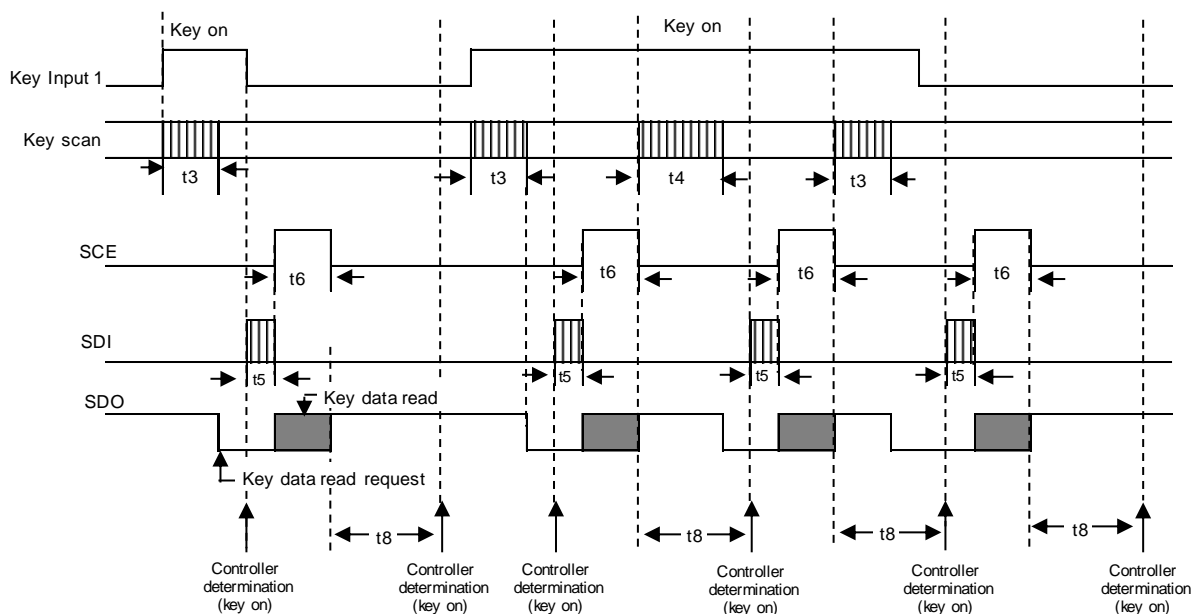 Key on
Key on
Key Input 1
Key scan
t3
t3
t4
t3
SCE
t6
t6
t6
t6
SDI
t5
t5
t5
t5
SDO
Key data read
Key data read request
t8
t8
t8
t8
Controller
determination
(key on)
Controller
determination
(key on)
Controller
determination
(key on)
Controller
determination
(key on)
Controller
determination
(key on)
Controller
determination
(key on)